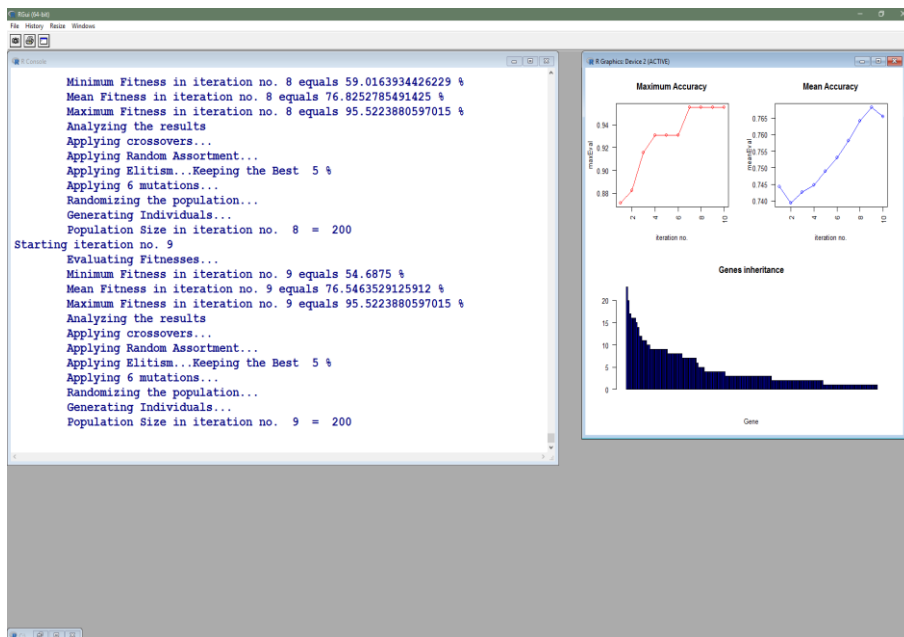 RGui (64-bit)
File History Resize Windows
R Console
Minimum Fitness in iteration no. 8 equals 59.0163934426229 %
Mean Fitness in iteration no. 8 equals 76.8252785491425 %
Maximum Fitness in iteration no. 8 equals 95.5223880597015 %
Analyzing the results
Applying crossovers...
Applying Random Assortment...
Applying Elitism...Keeping the Best 5 %
Applying 6 mutations...
Randomizing the population...
Generating Individuals...
Population Size in iteration no. 8 = 200
Starting iteration no. 9
Evaluating Fitnesses...
Minimum Fitness in iteration no. 9 equals 54.6875 %
Mean Fitness in iteration no. 9 equals 76.5463529125912 %
Maximum Fitness in iteration no. 9 equals 95.5223880597015 %
Analyzing the results
Applying crossovers...
Applying Random Assortment...
Applying Elitism...Keeping the Best 5 %
Applying 6 mutations...
Randomizing the population...
Generating Individuals...
Population Size in iteration no. 9 = 200
R Graphics: Device 2 (ACTIVE)
Maximum Accuracy
maxEval
0.94
0.92
0.90
0.88
2 4 6 8 10
iteration no.
Mean Accuracy
meanEval
0.765
0.760
0.755
0.750
0.745
0.740
2 4 6 8 10
iteration no.
Genes inheritance
20
15
10
5
0
Gene